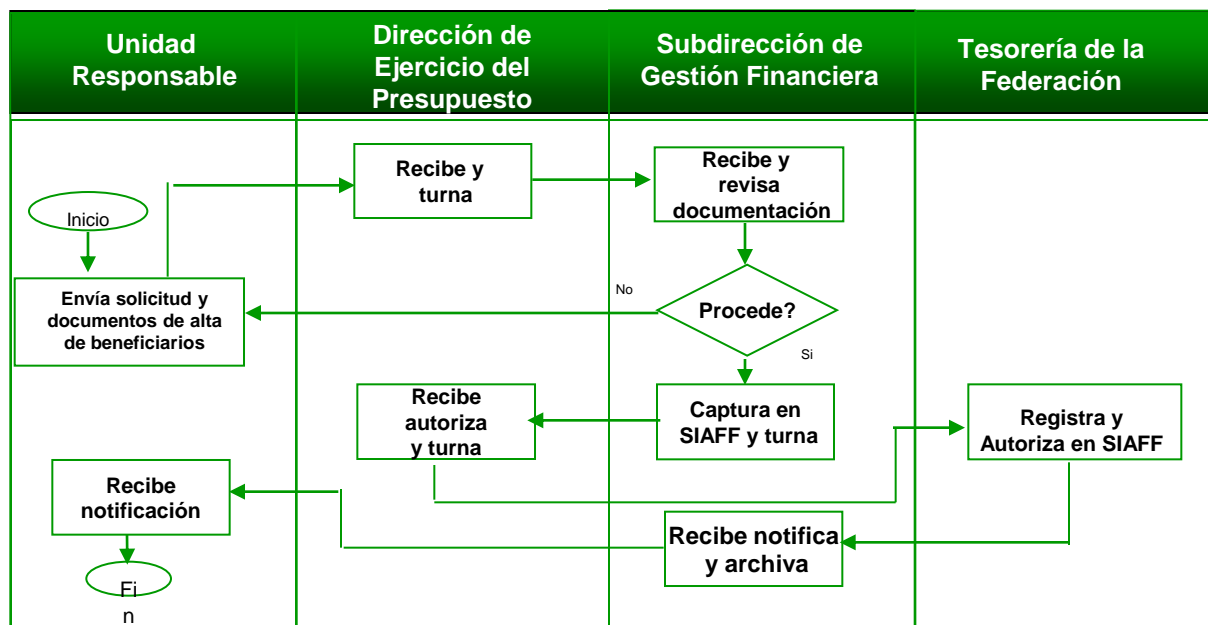 Unidad
Responsable
Dirección de
Ejercicio del
Presupuesto
Subdirección de
Gestión Financiera
Tesorería de la
Federación
Inicio
Envía solicitud y
documentos de alta
de beneficiarios
Recibe y
turna
Recibe y
revisa
documentación
No
Procede?
Si
Recibe
autoriza
y turna
Captura en
SIAFF y turna
Registra y
Autoriza en SIAFF
Recibe
notificación
Recibe notifica
y archiva
Fi
n